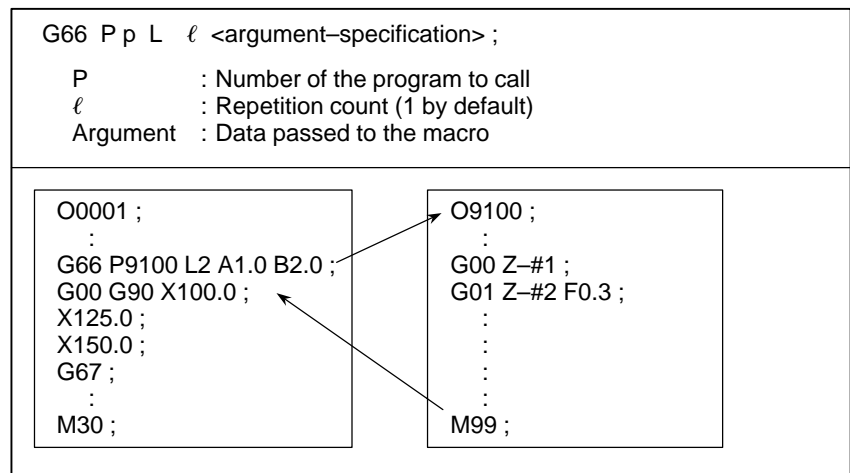 G66 P p L ℓ <argument–specification> ;
P : Number of the program to call
ℓ : Repetition count (1 by default)
Argument : Data passed to the macro
O0001 ;
:
G66 P9100 L2 A1.0 B2.0 ;
G00 G90 X100.0 ;
X125.0 ;
X150.0 ;
G67 ;
:
M30 ;
O9100 ;
:
G00 Z–#1 ;
G01 Z–#2 F0.3 ;
:
:
:
:
M99 ;